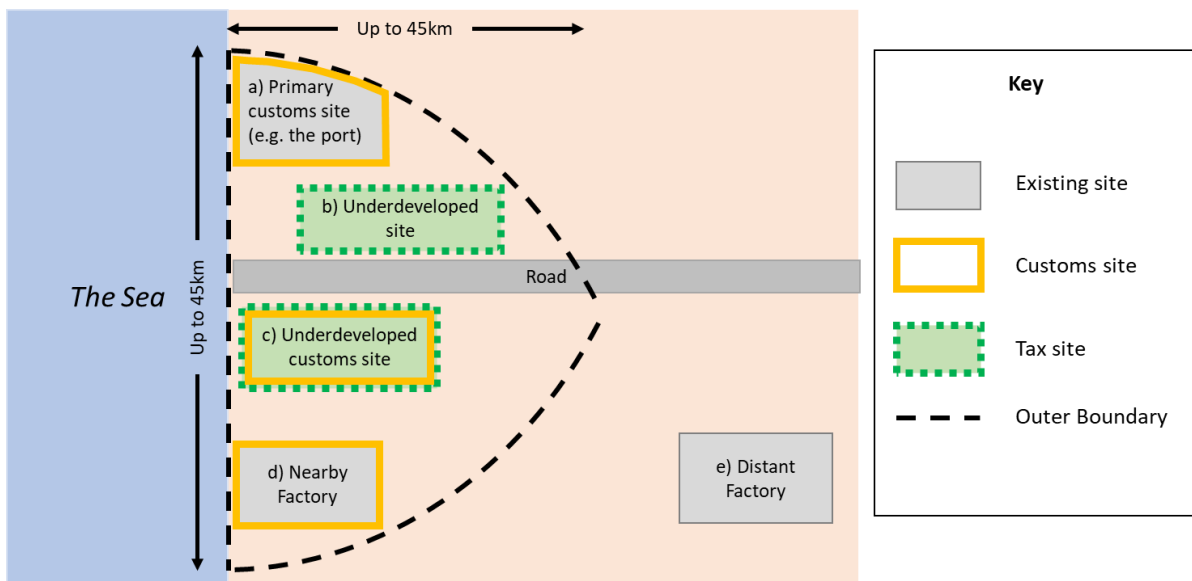 Up to 45km
a) Primary
customs site
(e.g. the port)
b) Underdeveloped
site
Road
The Sea
Up to 45km
c) Underdeveloped
customs site
d) Nearby
Factory
e) Distant
Factory
Key
Existing site
Customs site
Tax site
Outer Boundary